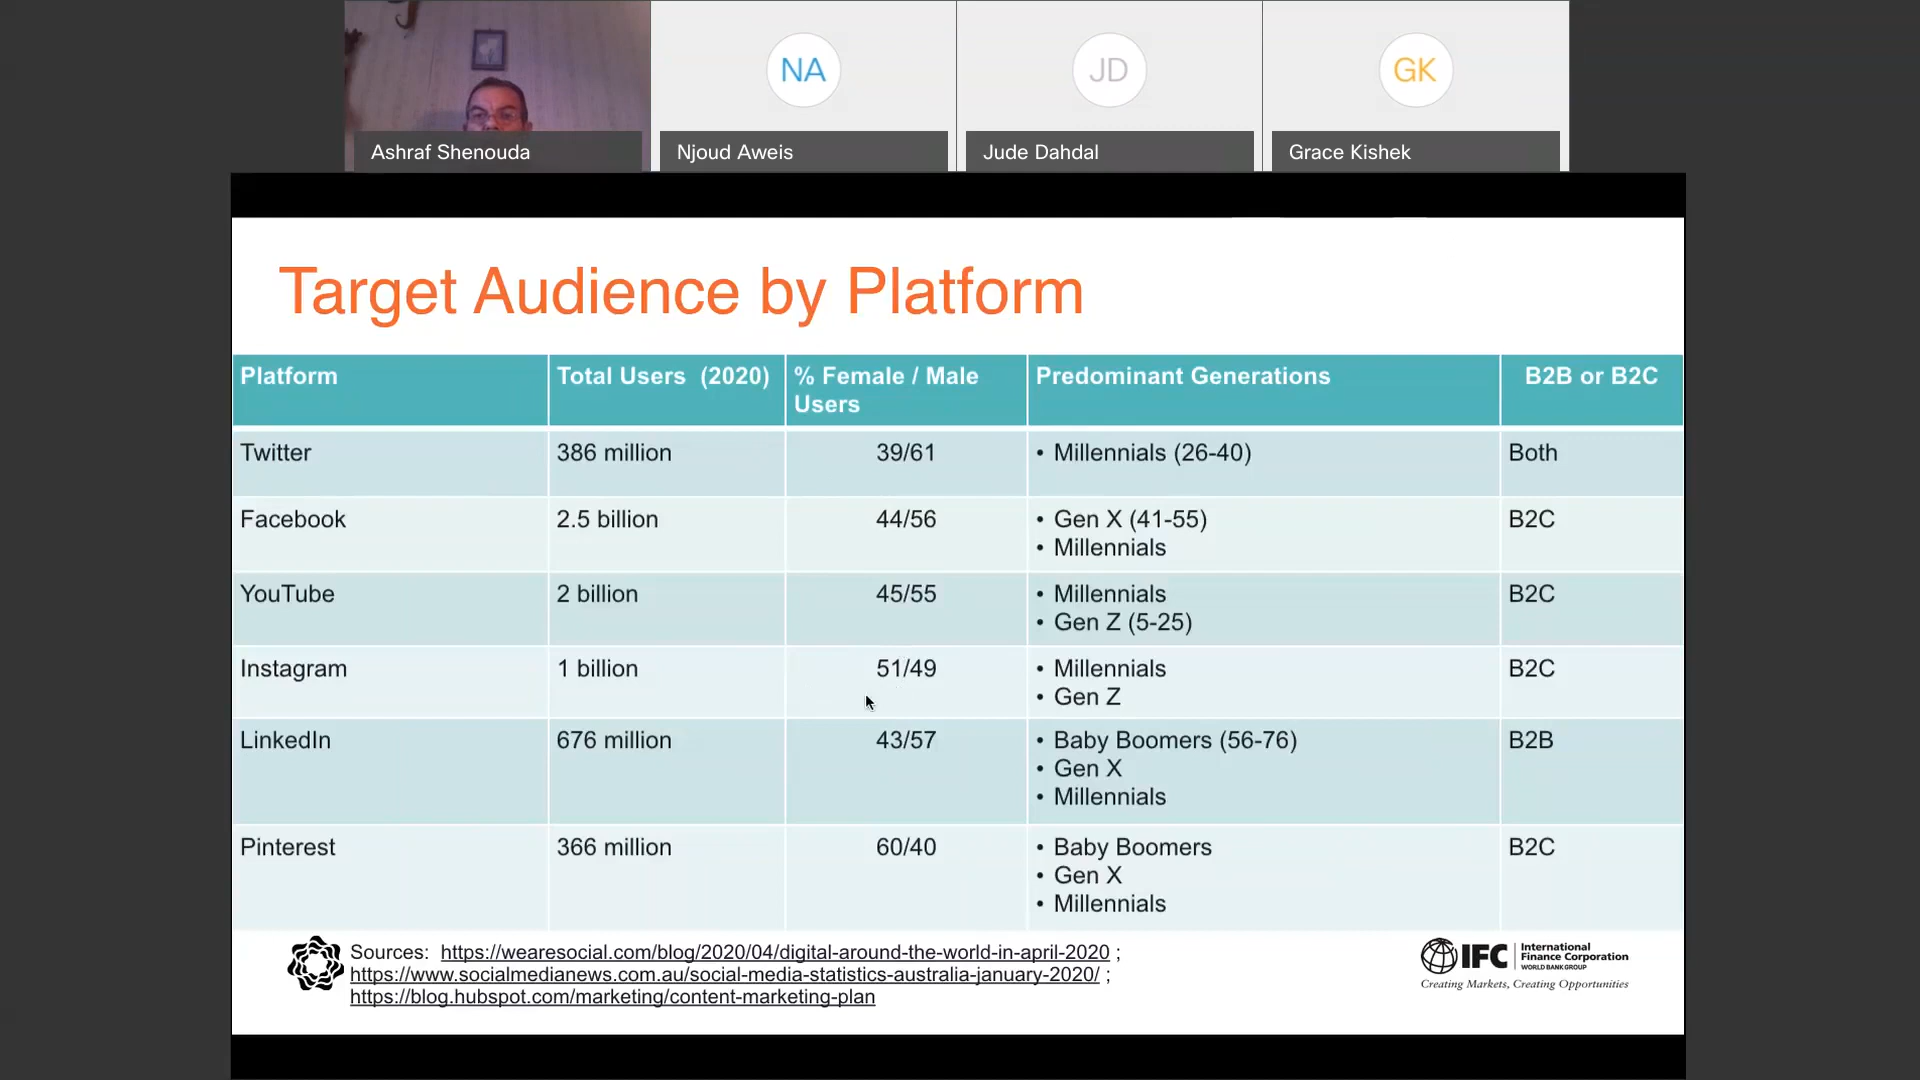 NA
JD
GK
Ashraf Shenouda
Njoud Aweis
Jude Dahdal
Grace Kishek
Target Audience by Platform
Platform
Total Users (2020)
% Female / Male
Users
Predominant Generations
B2B or B2C
Twitter
386 million
39/61
• Millennials (26-40)
Both
Facebook
2.5 billion
44/56
• Gen X (41-55)
• Millennials
B2C
YouTube
2 billion
45/55
• Millennials
• Gen Z (5-25)
B2C
Instagram
1 billion
51/49
• Millennials
• Gen Z
B2C
LinkedIn
676 million
43/57
• Baby Boomers (56-76)
• Gen X
• Millennials
B2B
Pinterest
366 million
60/40
• Baby Boomers
• Gen X
• Millennials
B2C
Sources: https://wearesocial.com/blog/2020/04/digital-around-the-world-in-april-2020 ;
https://www.socialmedianews.com.au/social-media-statistics-australia-january-2020/ ;
https://blog.hubspot.com/marketing/content-marketing-plan
IFC
International
Finance Corporation
WORLD BANK GROUP
Creating Markets, Creating Opportunities